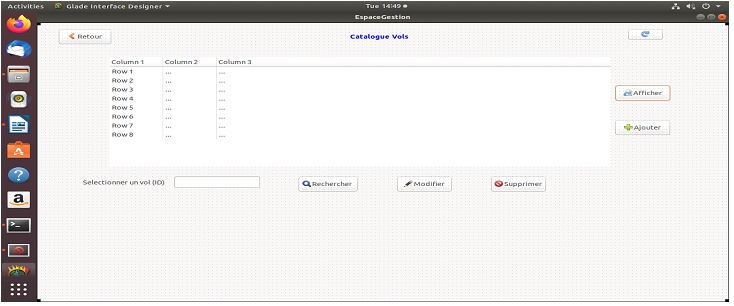 Activities Glade Interface Designer Tue 14:49
EspaceGestion
Retour Catalogue Vols
Column 1 Column 2 Column 3
Row 1 ... ...
Row 2 ... ...
Row 3 ... ...
Row 4 ... ...
Row 5 ... ...
Row 6 ... ...
Row 7 ... ...
Row 8 ... ...
Afficher
Ajouter
Selectionner un vol (ID) Rechercher Modifier Supprimer